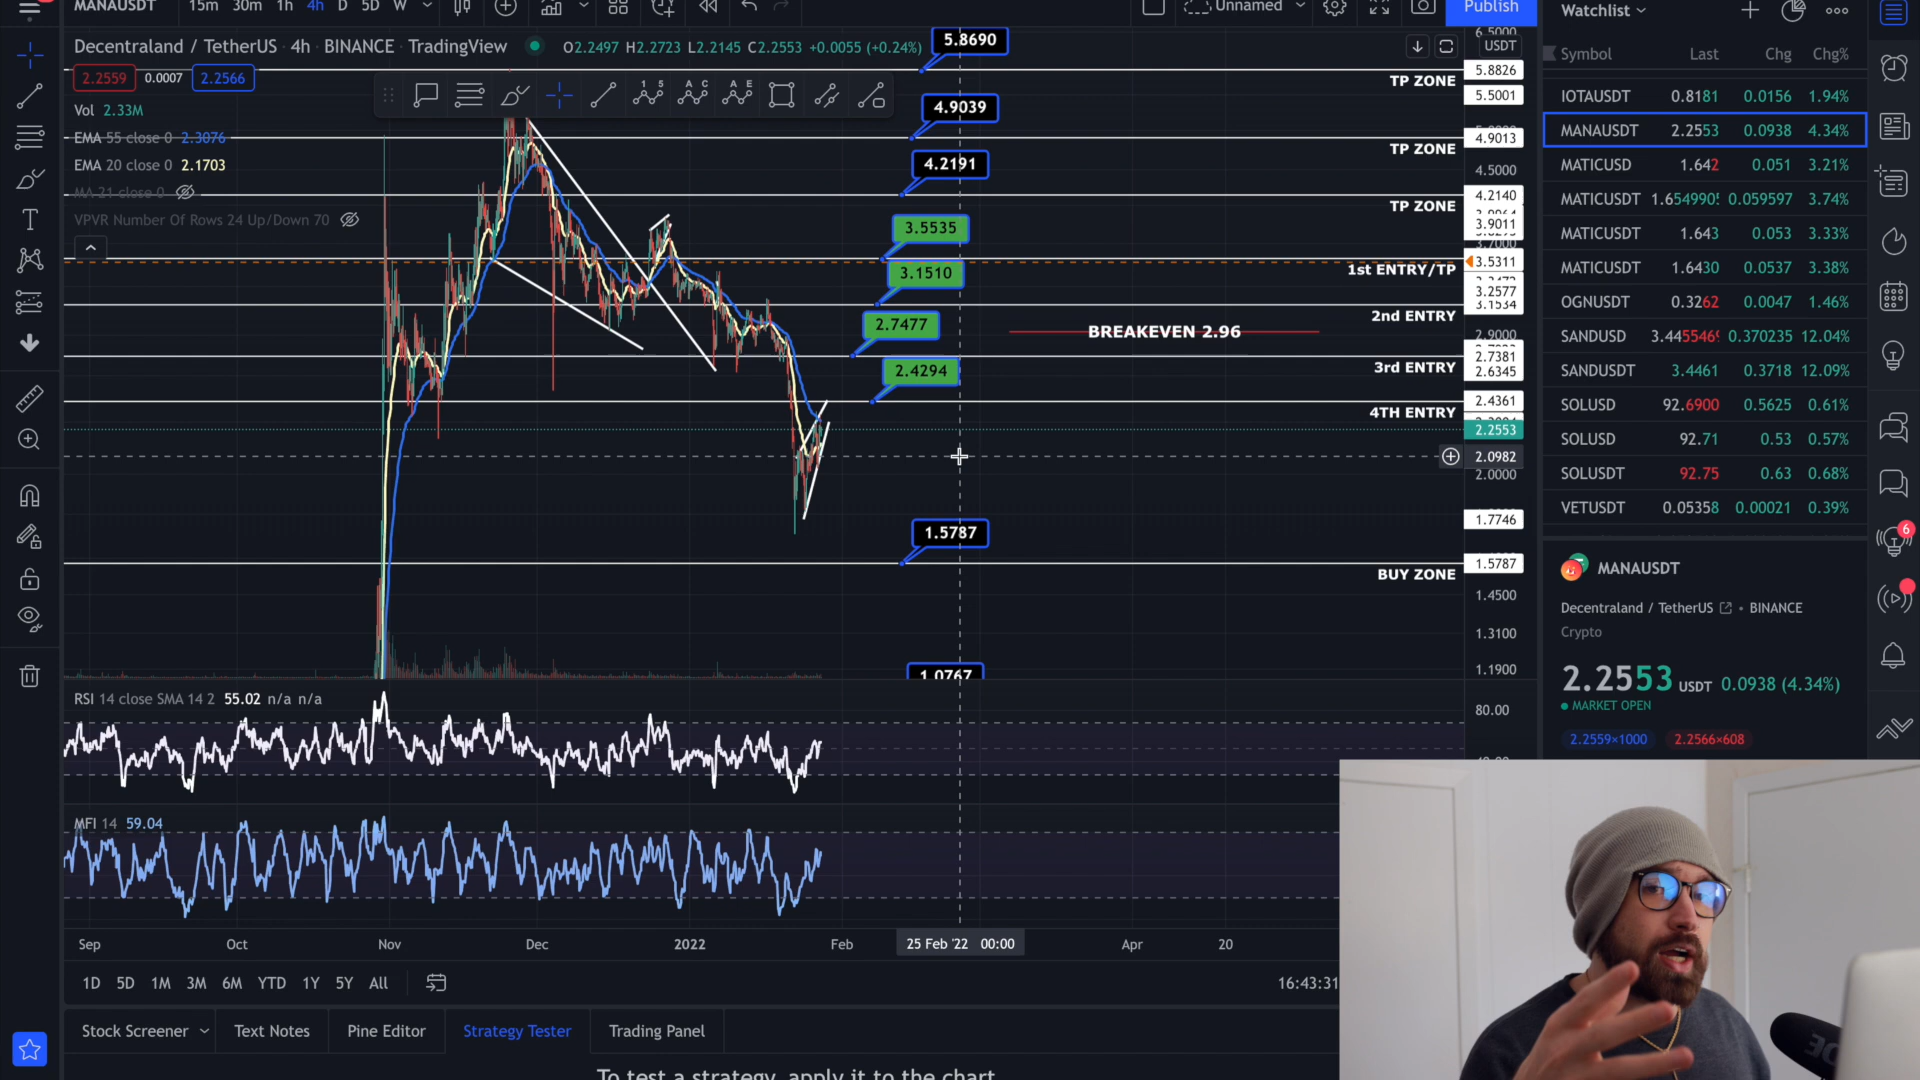 MANAUSDT 15m 30m 1h 4h D 5D W Unnamed Publish
Decentraland / TetherUS · 4h · BINANCE · TradingView O2.2497 H2.2723 L2.2145 C2.2553 +0.0055 (+0.24%)
2.2559 0.0007 2.2566
Vol 2.33M
EMA 55 close 0 2.3076
EMA 20 close 0 2.1703
MA 21 close 0
VPVR Number Of Rows 24 Up/Down 70
5.8690
4.9039
4.2191
3.5535
3.1510
2.7477
2.4294
1.5787
1.0767
TP ZONE
TP ZONE
TP ZONE
1st ENTRY/TP
2nd ENTRY
BREAKEVEN 2.96
3rd ENTRY
4TH ENTRY
BUY ZONE
6.5000
USDT
5.8826
5.5001
4.9013
4.5000
4.2140
3.9011
3.5311
3.2577
3.1534
2.9000
2.7381
2.6345
2.4361
2.2553
2.0982
2.0000
1.7746
1.5787
1.4500
1.3100
1.1900
RSI 14 close SMA 14 2 55.02 n/a n/a
80.00
MFI 14 59.04
Sep Oct Nov Dec 2022 Feb 25 Feb '22 00:00 Apr 20
1D 5D 1M 3M 6M YTD 1Y 5Y All
16:43:31
Stock Screener Text Notes Pine Editor Strategy Tester Trading Panel
To test a strategy, apply it to the chart
Watchlist
Symbol Last Chg Chg%
IOTAUSDT 0.8181 0.0156 1.94%
MANAUSDT 2.2553 0.0938 4.34%
MATICUSD 1.642 0.051 3.21%
MATICUSDT 1.6549905 0.059597 3.74%
MATICUSDT 1.643 0.053 3.33%
MATICUSDT 1.6430 0.0537 3.38%
OGNUSDT 0.3262 0.0047 1.46%
SANDUSD 3.445546 0.370235 12.04%
SANDUSDT 3.4461 0.3718 12.09%
SOLUSD 92.6900 0.5625 0.61%
SOLUSD 92.71 0.53 0.57%
SOLUSDT 92.75 0.63 0.68%
VETUSDT 0.05358 0.00021 0.39%
MANAUSDT
Decentraland / TetherUS • BINANCE
Crypto
2.2553 USDT 0.0938 (4.34%)
MARKET OPEN
2.2559×1000 2.2566×608
6